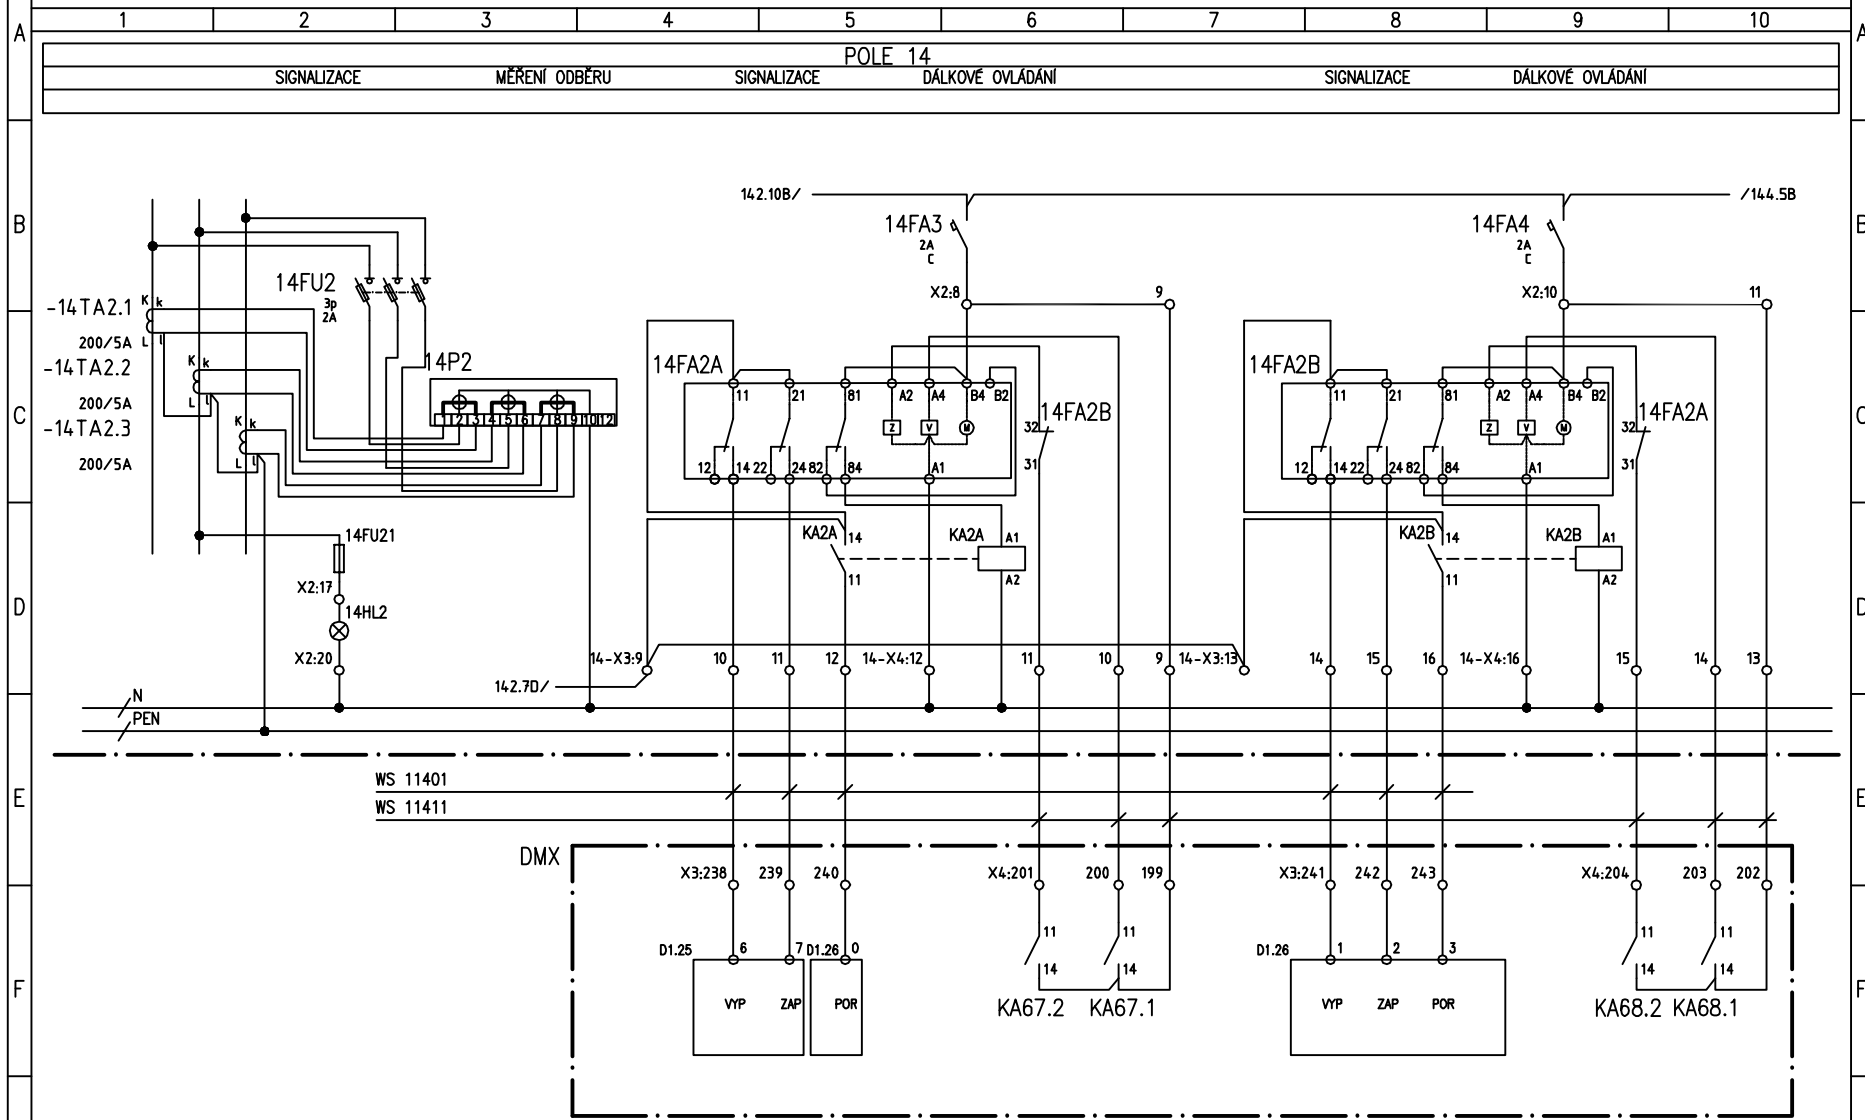 1 2 3 4 5 6 7 8 9 10
A A
POLE 14
SIGNALIZACE MĚŘENÍ ODBĚRU SIGNALIZACE DÁLKOVÉ OVLÁDÁNÍ SIGNALIZACE DÁLKOVÉ OVLÁDÁNÍ
142.10B/ /144.5B
B 14FA3 14FA4 B
2A 2A
C C
14FU2 X2:8 9 X2:10 11
3p
2A
-14TA2.1 K k
200/5A L l
-14TA2.2 K k 14P2 14FA2A 14FA2B
200/5A L l
11 21 81 A2 A4 B4 B2 11 21 81 A2 A4 B4 B2
C 1 2 3 4 5 6 7 8 9 10 12 14FA2B 14FA2A C
-14TA2.3 K k Z V M 32 Z V M 32
200/5A L l 12 14 22 24 82 84 A1 31 12 14 22 24 82 84 A1 31
14FU21 KA2A 14 KA2A A1 KA2B 14 KA2B A1
X2:17 11 A2 11 A2
D 14HL2 D
X2:20 14-X3:9 10 11 12 14-X4:12 11 10 9 14-X3:13 14 15 16 14-X4:16 15 14 13
142.7D/
N
PEN
WS 11401
E E
WS 11411
DMX
X3:238 239 240 X4:201 200 199 X3:241 242 243 X4:204 203 202
11 11 11 11
D1.25 6 7 D1.26 0 D1.26 1 2 3
14 14 14 14
F F
VYP ZAP POR KA67.2 KA67.1 VYP ZAP POR KA68.2 KA68.1